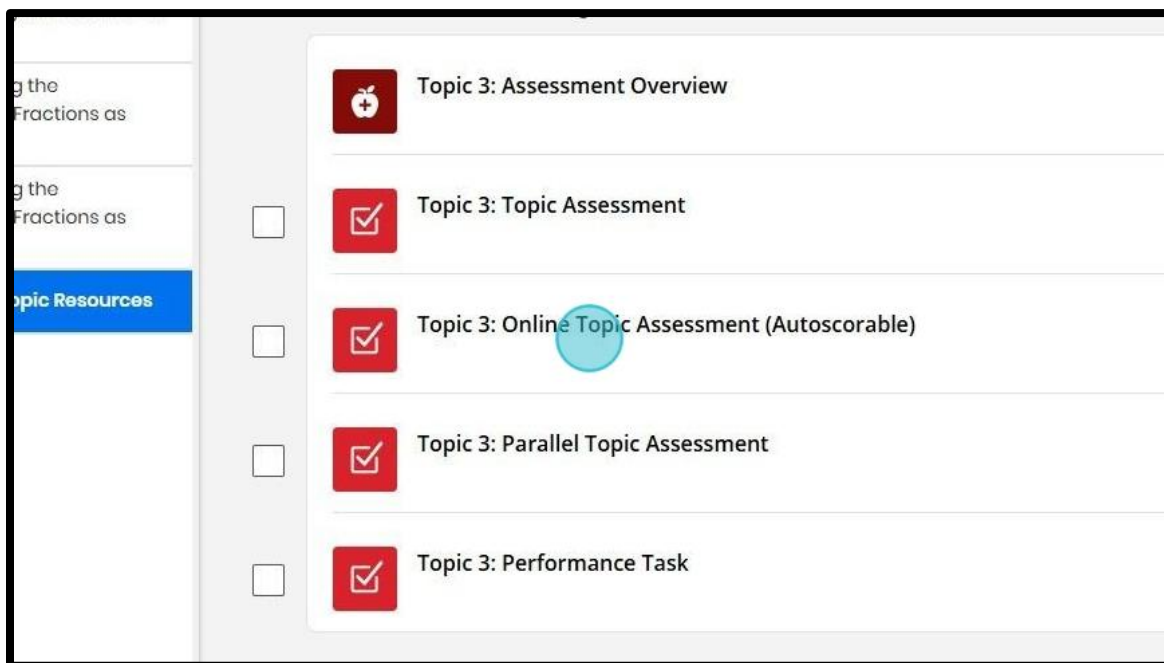 g the
Fractions as
g the
Fractions as
opic Resources
Topic 3: Assessment Overview
Topic 3: Topic Assessment
Topic 3: Online Topic Assessment (Autoscorable)
Topic 3: Parallel Topic Assessment
Topic 3: Performance Task